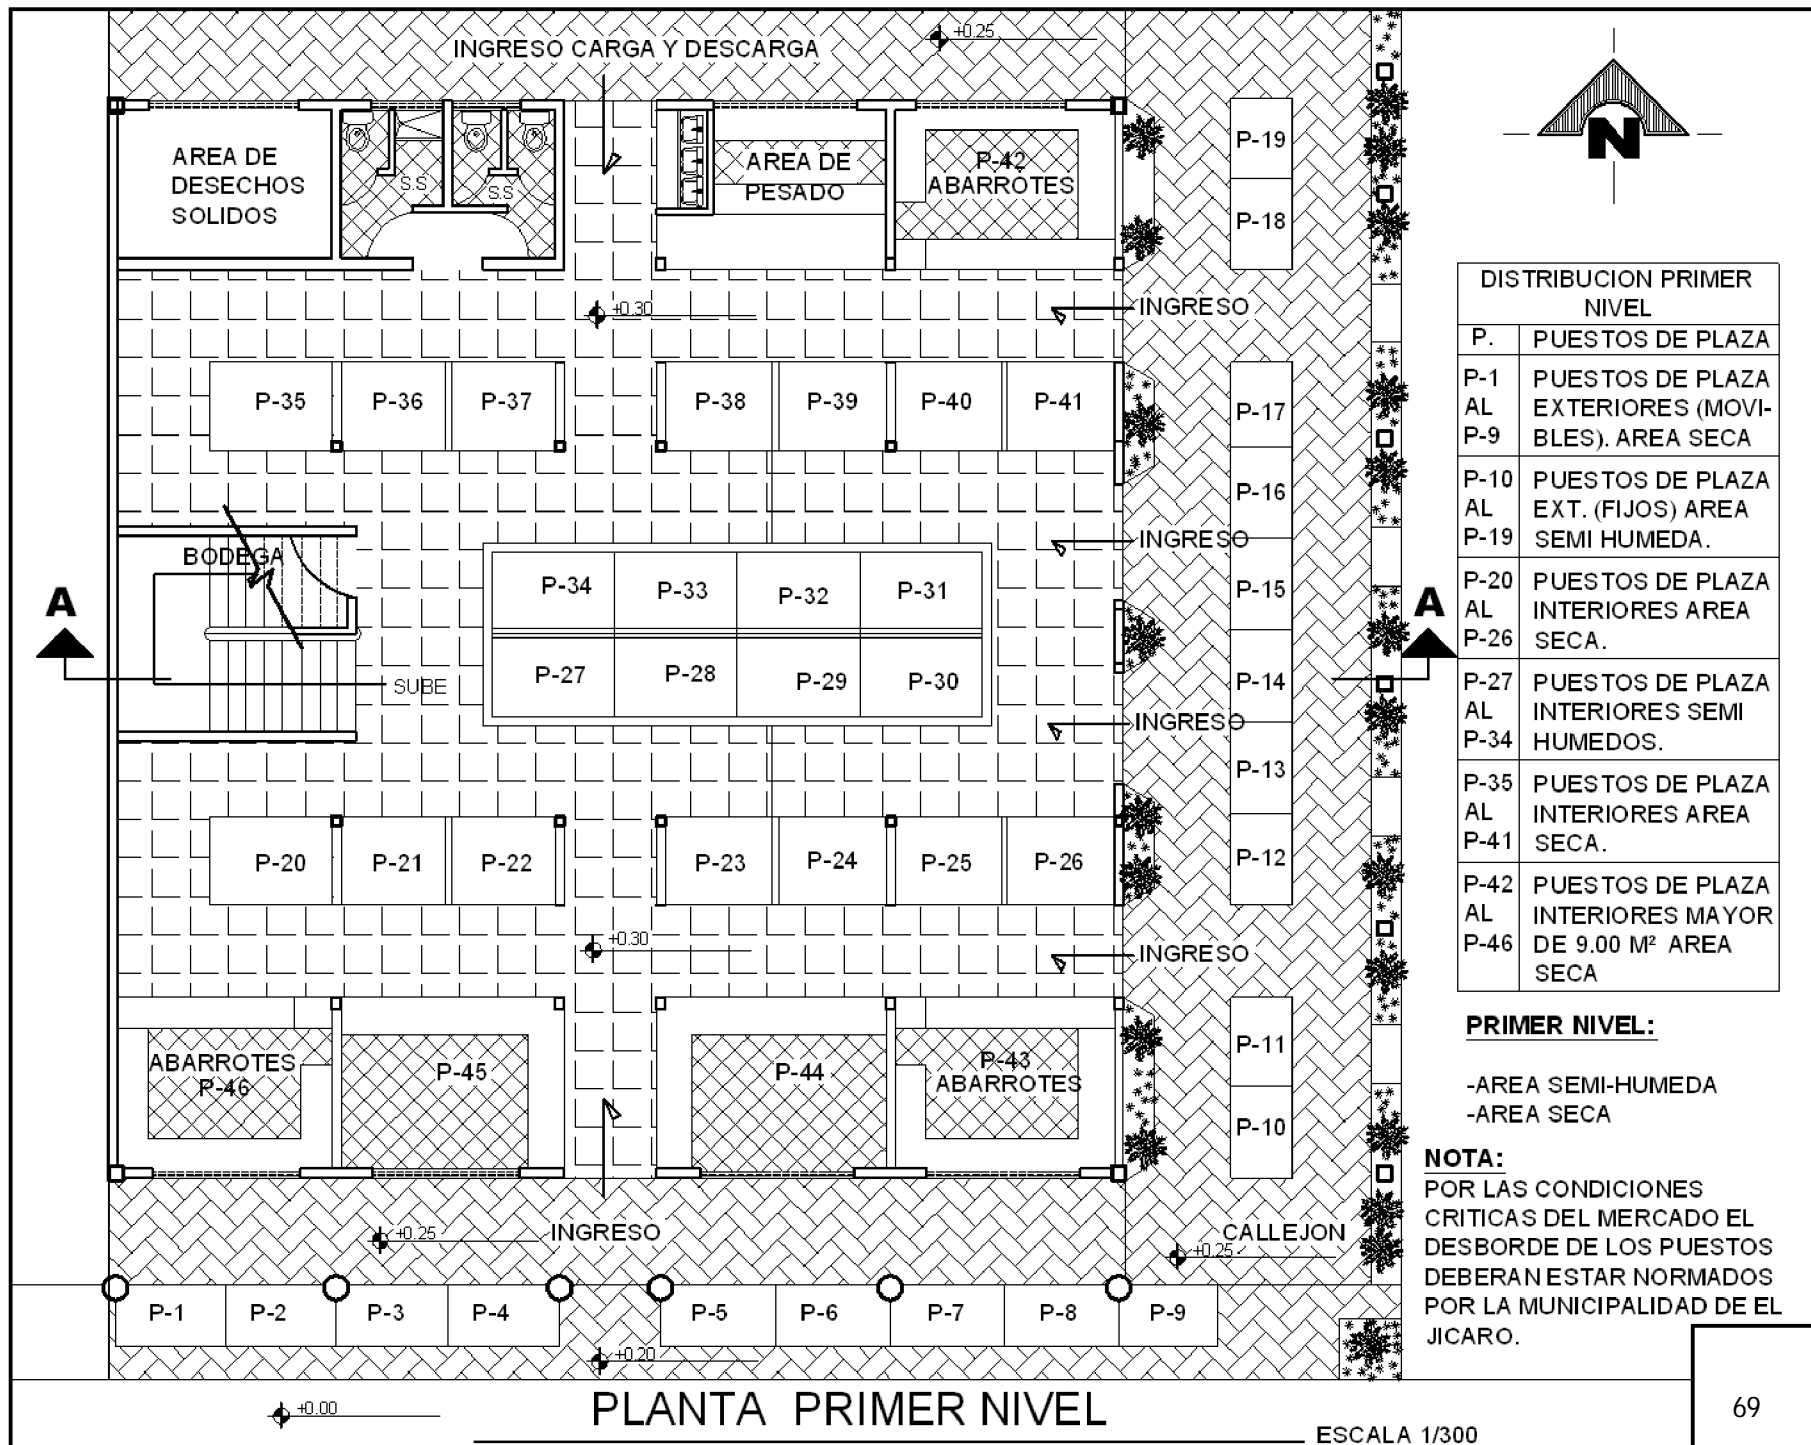 INGRESO CARGA Y DESCARGA
+0.25
N
AREA DE
DESECHOS
SOLIDOS
S.S
S.S
AREA DE
PESADO
P-42
ABARROTES
P-19
P-18
+0.30
INGRESO
P-35
P-36
P-37
P-38
P-39
P-40
P-41
P-17
P-16
BODEGA
INGRESO
P-34
P-33
P-32
P-31
P-15
A
A
P-27
P-28
P-29
P-30
P-14
SUBE
INGRESO
P-13
P-20
P-21
P-22
P-23
P-24
P-25
P-26
P-12
+0.30
INGRESO
ABARROTES
P-46
P-45
P-44
P-43
ABARROTES
P-11
P-10
+0.25
INGRESO
CALLEJON
+0.25
P-1
P-2
P-3
P-4
P-5
P-6
P-7
P-8
P-9
+0.20
+0.00
PLANTA PRIMER NIVEL
ESCALA 1/300
DISTRIBUCION PRIMER
NIVEL
P. PUESTOS DE PLAZA
P-1 PUESTOS DE PLAZA
AL EXTERIORES (MOVI-
P-9 BLES). AREA SECA
P-10 PUESTOS DE PLAZA
AL EXT. (FIJOS) AREA
P-19 SEMI HUMEDA.
P-20 PUESTOS DE PLAZA
AL INTERIORES AREA
P-26 SECA.
P-27 PUESTOS DE PLAZA
AL INTERIORES SEMI
P-34 HUMEDOS.
P-35 PUESTOS DE PLAZA
AL INTERIORES AREA
P-41 SECA.
P-42 PUESTOS DE PLAZA
AL INTERIORES MAYOR
P-46 DE 9.00 M² AREA
SECA
PRIMER NIVEL:
-AREA SEMI-HUMEDA
-AREA SECA
NOTA:
POR LAS CONDICIONES
CRITICAS DEL MERCADO EL
DESBORDE DE LOS PUESTOS
DEBERAN ESTAR NORMADOS
POR LA MUNICIPALIDAD DE EL
JICARO.
69